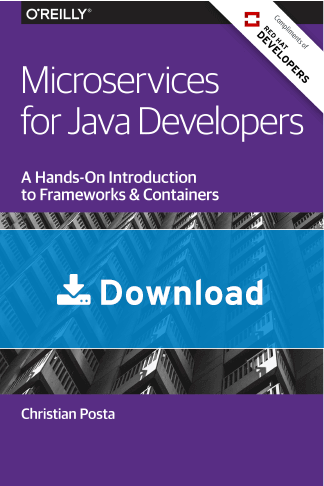 O'REILLY®
Compliments of
RED HAT
DEVELOPERS
Microservices
for Java Developers
A Hands-On Introduction
to Frameworks & Containers
Download
Christian Posta